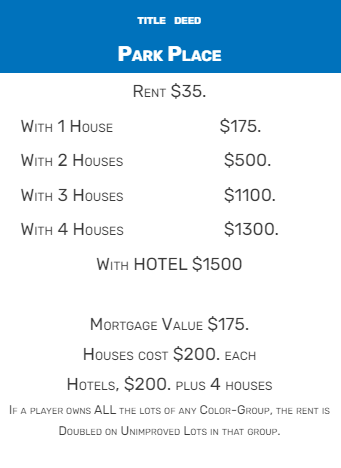 TITLE DEED
PARK PLACE
RENT $35.
WITH 1 HOUSE $175.
WITH 2 HOUSES $500.
WITH 3 HOUSES $1100.
WITH 4 HOUSES $1300.
WITH HOTEL $1500
MORTGAGE VALUE $175.
HOUSES COST $200. EACH
HOTELS, $200. PLUS 4 HOUSES
IF A PLAYER OWNS ALL THE LOTS OF ANY COLOR-GROUP, THE RENT IS
DOUBLED ON UNIMPROVED LOTS IN THAT GROUP.